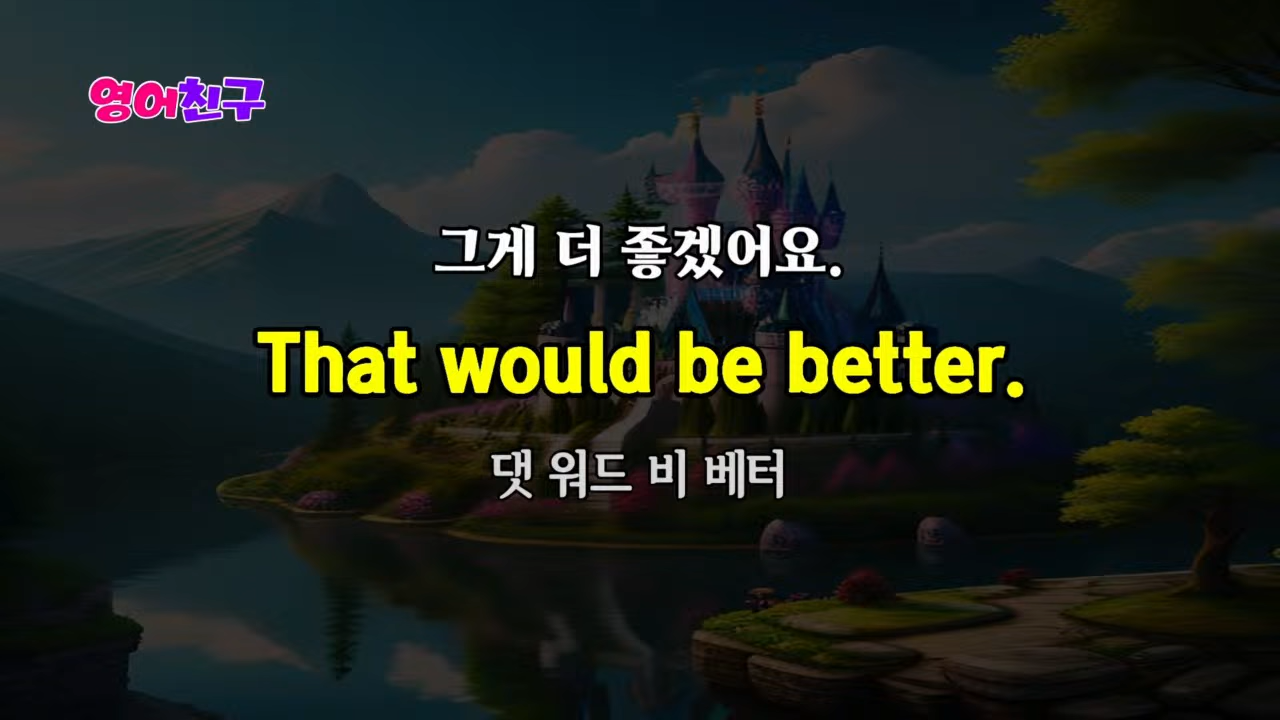 영어친구
그게 더 좋겠어요.
That would be better.
댓 워드 비 베터